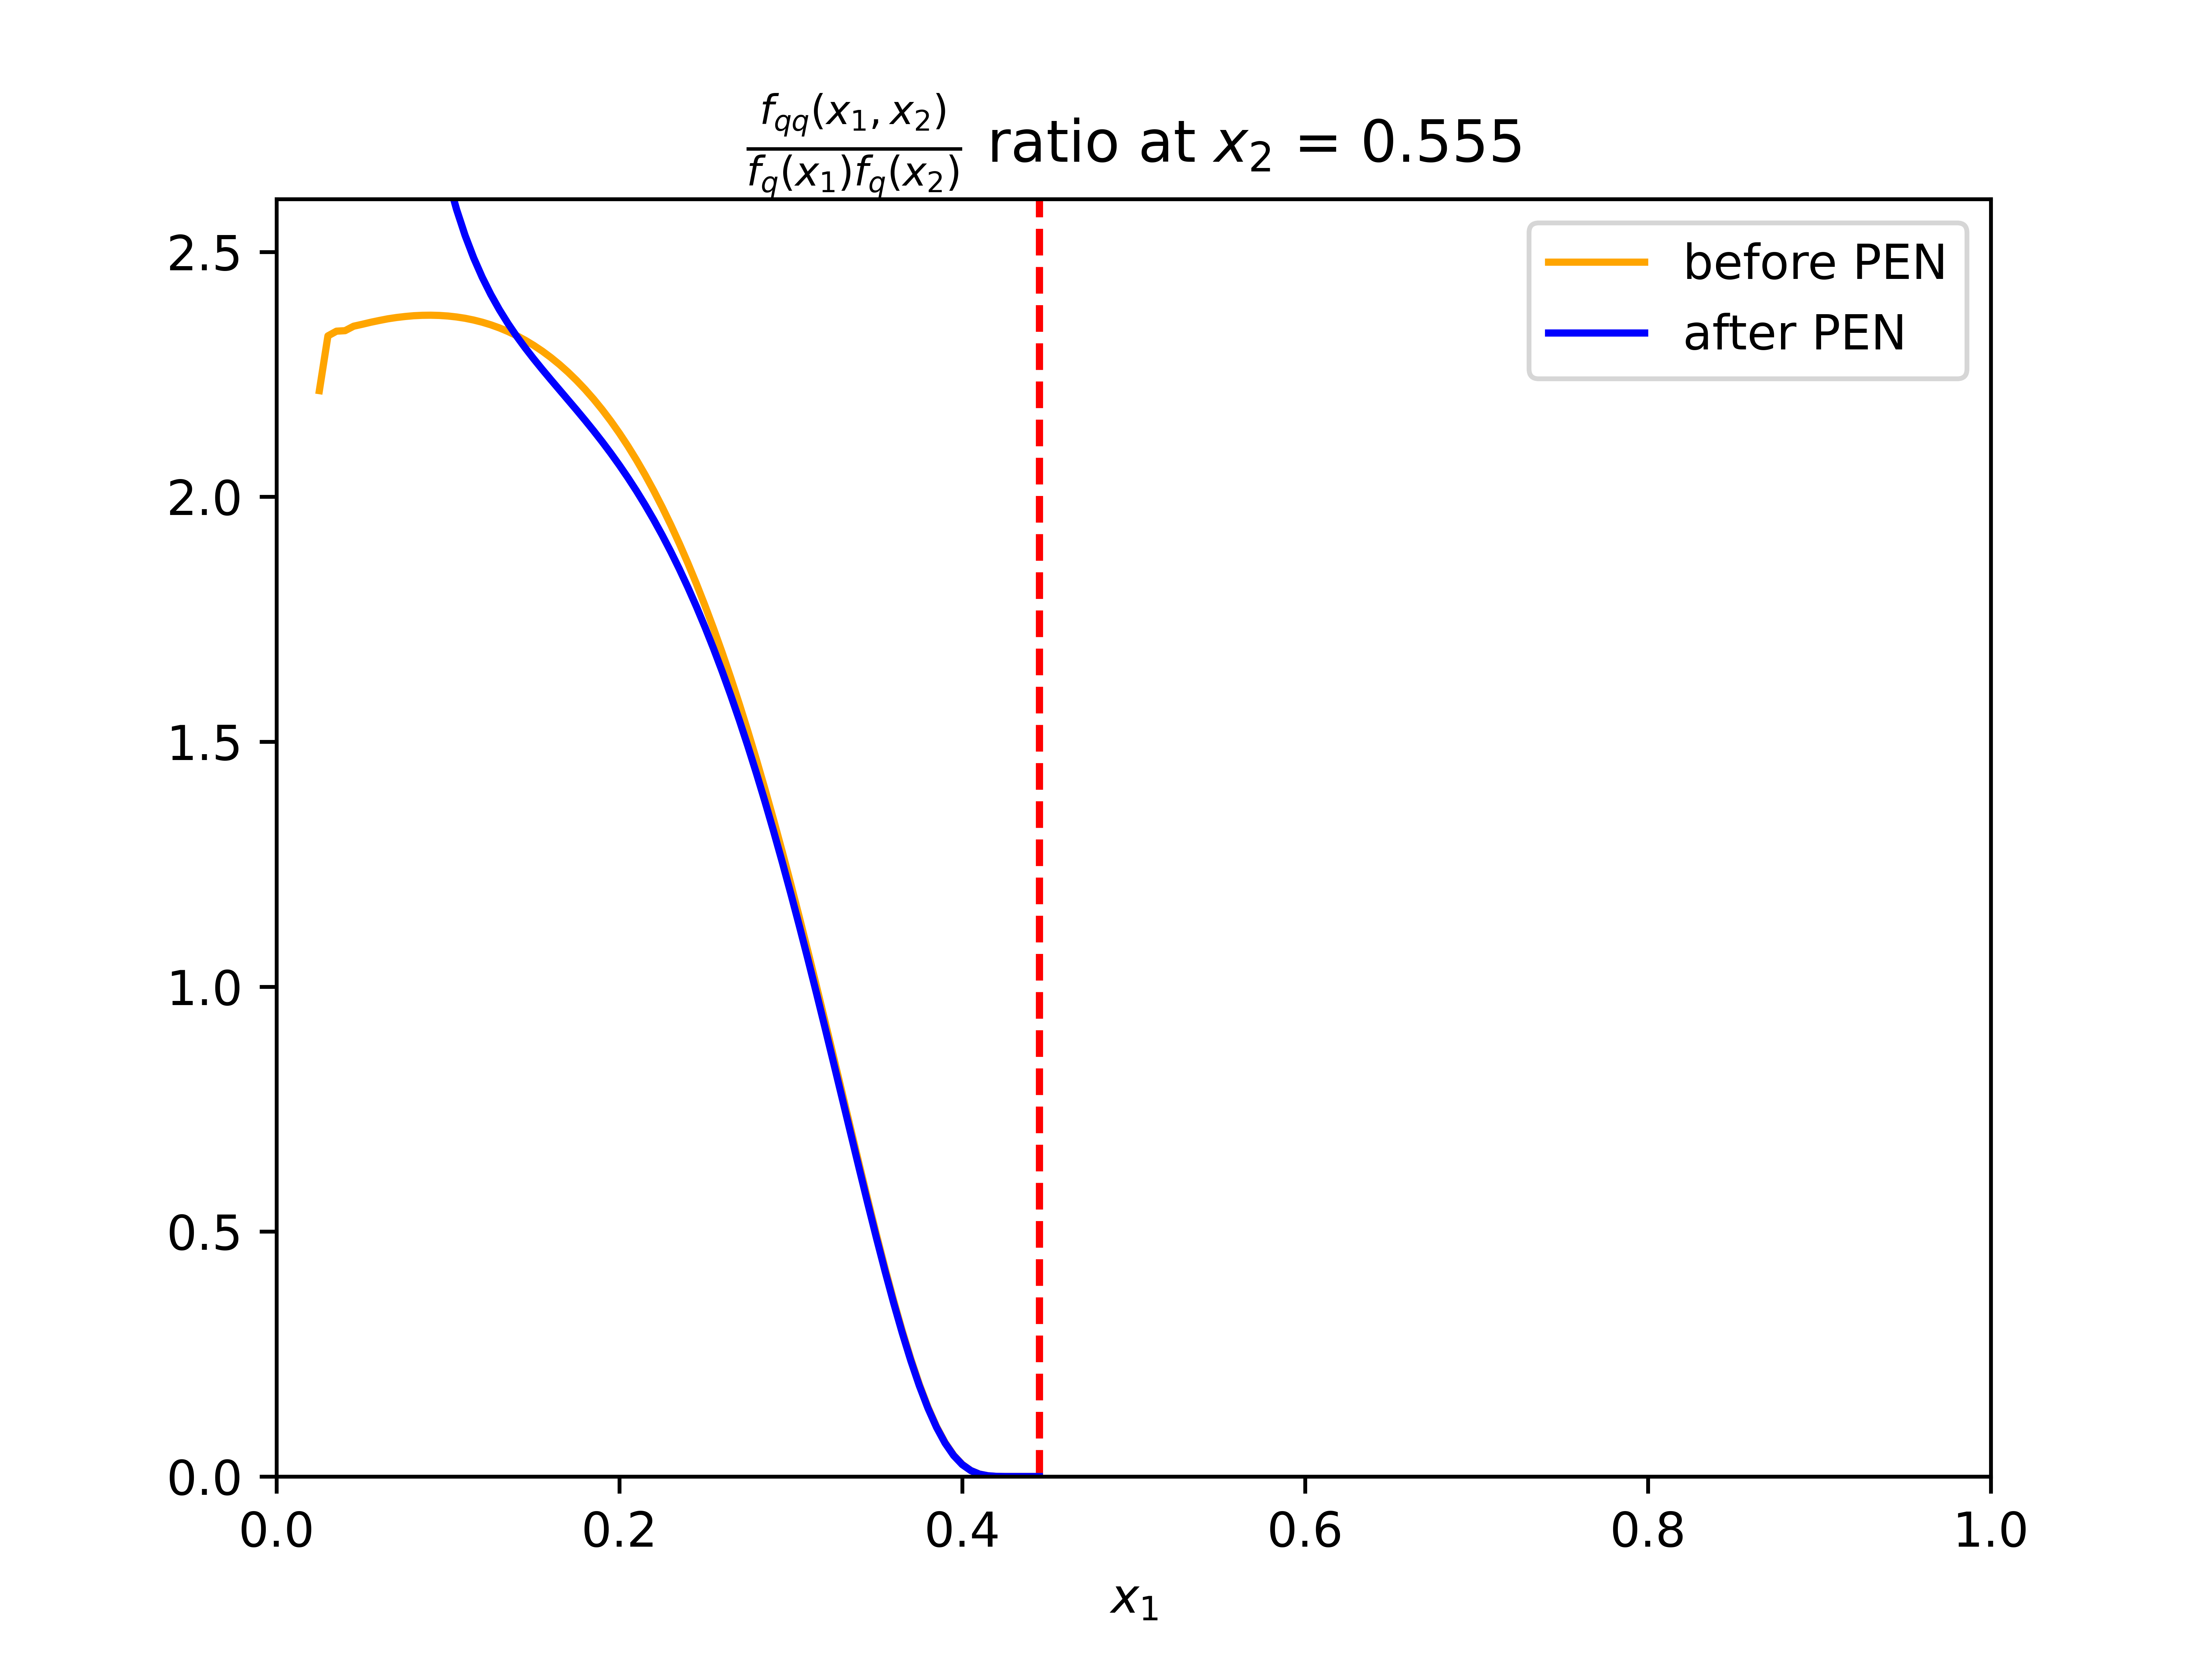 f_qq(x_1, x_2)
f_q(x_1)f_q(x_2)
ratio at x_2 = 0.555
before PEN
after PEN
2.5
2.0
1.5
1.0
0.5
0.0
0.0 0.2 0.4 0.6 0.8 1.0
x_1